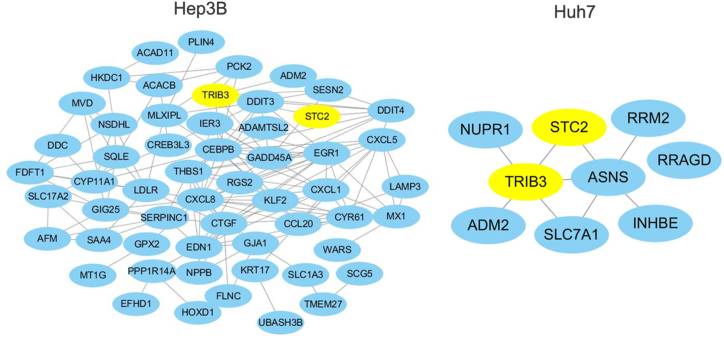 Hep3B
Huh7
PLIN4
ACAD11
PCK2
HKDC1
ACACB
ADM2
SESN2
TRIB3
DDIT3
MVD
MLXIPL
STC2
DDIT4
NSDHL
IER3
ADAMTSL2
CXCL5
DDC
CREB3L3
CEBPB
SQLE
GADD45A
EGR1
FDFT1
THBS1
CYP11A1
RGS2
LDLR
CXCL1
LAMP3
SLC17A2
CXCL8
KLF2
GIG25
SERPINC1
CTGF
CCL20
CYR61
MX1
AFM
SAA4
GPX2
EDN1
GJA1
WARS
MT1G
PPP1R14A
NPPB
KRT17
SLC1A3
SCG5
EFHD1
FLNC
HOXD1
TMEM27
UBASH3B
NUPR1
STC2
RRM2
RRAGD
TRIB3
ASNS
ADM2
SLC7A1
INHBE